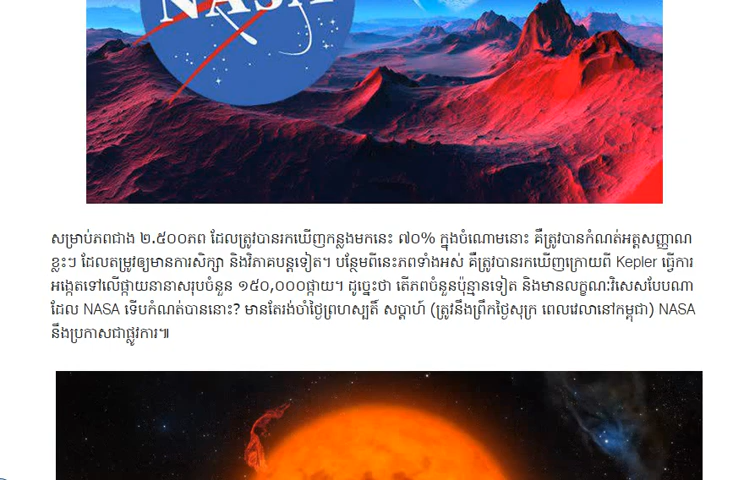 NASA
សម្រាប់ភពជាង ២.៥០០ភព ដែលត្រូវបានរកឃើញកន្លងមកនេះ ៧០% ក្នុងចំណោមនោះ គឺត្រូវបានកំណត់អត្តសញ្ញាណ
ខ្លះៗ ដែលតម្រូវឲ្យមានការសិក្សា និងវិភាគបន្តទៀត។ បន្ថែមពីនេះភពទាំងអស់ គឺត្រូវបានរកឃើញក្រោយពី Kepler ធ្វើការ
អង្កេតទៅលើផ្កាយនានាសរុបចំនួន ១៥០,០០០ផ្កាយ។ ដូច្នេះថា តើភពចំនួនប៉ុន្មានទៀត និងមានលក្ខណៈវិសេសបែបណា
ដែល NASA ទើបកំណត់បាននោះ? មានតែរង់ចាំថ្ងៃព្រហស្បតិ៍ សប្ដាហ៍ (ត្រូវនឹងព្រឹកថ្ងៃសុក្រ ពេលវេលានៅកម្ពុជា) NASA
នឹងប្រកាសជាផ្លូវការ៕